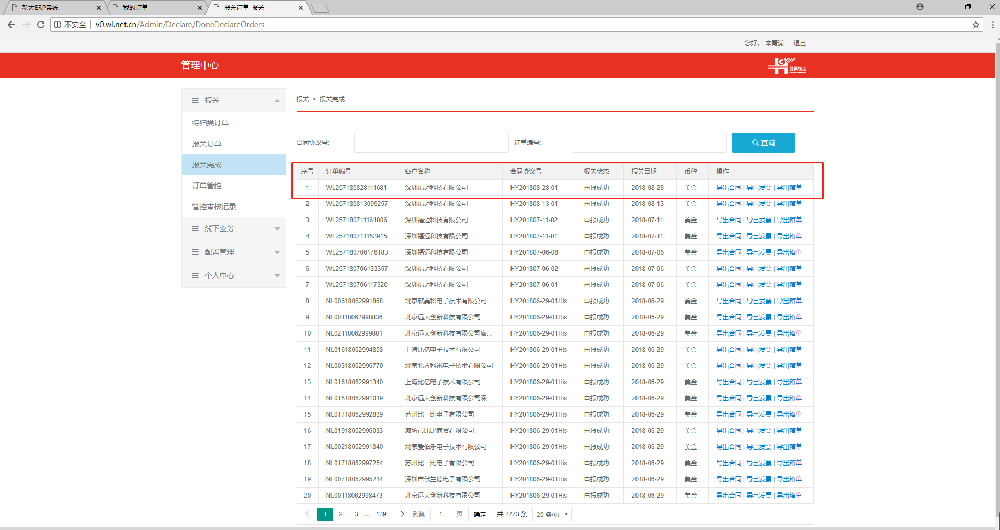 新大ERP系统
我的订单
报关订单-报关
不安全 v0.wl.net.cn/Admin/Declare/DoneDeclareOrders
您好, 辛青濛 退出
管理中心
创新恒远
报关
待归类订单
报关订单
报关完成
订单管控
管控审核记录
线下业务
配置管理
个人中心
报关 > 报关完成
合同协议号:
订单编号:
查询
序号 订单编号 客户名称 合同协议号 报关状态 报关日期 币种 操作
1 WL257180828111681 深圳福迈科技有限公司 HY201808-28-01 申报成功 2018-08-28 美金 导出合同 | 导出发票 | 导出箱单
2 WL257180813099257 深圳福迈科技有限公司 HY201808-13-01 申报成功 2018-08-13 美金 导出合同 | 导出发票 | 导出箱单
3 WL257180711161806 深圳福迈科技有限公司 HY201807-11-02 申报成功 2018-07-11 美金 导出合同 | 导出发票 | 导出箱单
4 WL257180711153915 深圳福迈科技有限公司 HY201807-11-01 申报成功 2018-07-11 美金 导出合同 | 导出发票 | 导出箱单
5 WL257180706178183 深圳福迈科技有限公司 HY201807-06-08 申报成功 2018-07-06 美金 导出合同 | 导出发票 | 导出箱单
6 WL257180706133357 深圳福迈科技有限公司 HY201807-06-02 申报成功 2018-07-06 美金 导出合同 | 导出发票 | 导出箱单
7 WL257180706117520 深圳福迈科技有限公司 HY201807-06-01 申报成功 2018-07-06 美金 导出合同 | 导出发票 | 导出箱单
8 NL00618062991868 北京欣美科电子技术有限公司 HY201806-29-01His 申报成功 2018-06-29 美金 导出合同 | 导出发票 | 导出箱单
9 NL00118062998836 北京远大创新科技有限公司 HY201806-29-01His 申报成功 2018-06-29 美金 导出合同 | 导出发票 | 导出箱单
10 NL02118062999881 北京远大创新科技有限公司廊... HY201806-29-01His 申报成功 2018-06-29 美金 导出合同 | 导出发票 | 导出箱单
11 NL01618062994858 上海比亿电子技术有限公司 HY201806-29-01His 申报成功 2018-06-29 美金 导出合同 | 导出发票 | 导出箱单
12 NL00318062996770 北京北方科讯电子技术有限公司 HY201806-29-01His 申报成功 2018-06-29 美金 导出合同 | 导出发票 | 导出箱单
13 NL01618062991340 上海比亿电子技术有限公司 HY201806-29-01His 申报成功 2018-06-29 美金 导出合同 | 导出发票 | 导出箱单
14 NL01518062991019 北京远大创新科技有限公司深... HY201806-29-01His 申报成功 2018-06-29 美金 导出合同 | 导出发票 | 导出箱单
15 NL01718062992839 苏州比一比电子有限公司 HY201806-29-01His 申报成功 2018-06-29 美金 导出合同 | 导出发票 | 导出箱单
16 NL01918062996033 廊坊市比比商贸有限公司 HY201806-29-01His 申报成功 2018-06-29 美金 导出合同 | 导出发票 | 导出箱单
17 NL00218062991840 北京爱伯乐电子技术有限公司 HY201806-29-01His 申报成功 2018-06-29 美金 导出合同 | 导出发票 | 导出箱单
18 NL01718062997254 苏州比一比电子有限公司 HY201806-29-01His 申报成功 2018-06-29 美金 导出合同 | 导出发票 | 导出箱单
19 NL00718062995214 深圳市佛兰德电子有限公司 HY201806-29-01His 申报成功 2018-06-29 美金 导出合同 | 导出发票 | 导出箱单
20 NL00118062998473 北京远大创新科技有限公司 HY201806-29-01His 申报成功 2018-06-29 美金 导出合同 | 导出发票 | 导出箱单
1 2 3 ... 139 到第 1 页 确定 共 2773 条 20 条/页